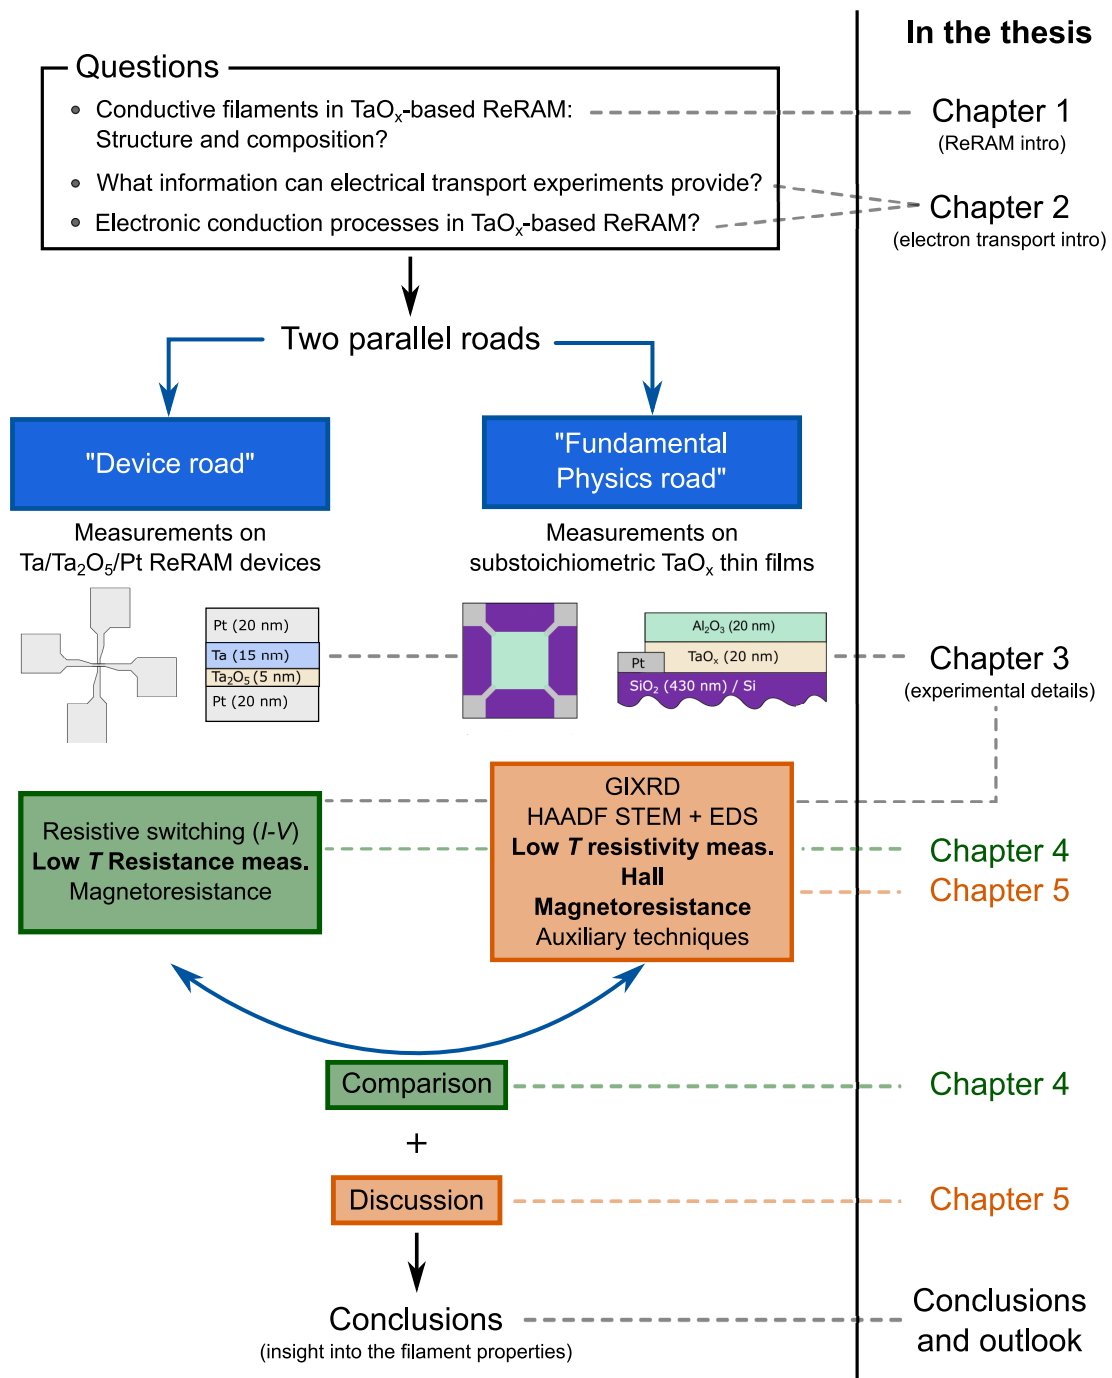 In the thesis
Questions
• Conductive filaments in TaOₓ-based ReRAM:
Structure and composition?
• What information can electrical transport experiments provide?
• Electronic conduction processes in TaOₓ-based ReRAM?
Chapter 1
(ReRAM intro)
Chapter 2
(electron transport intro)
Two parallel roads
"Device road"
"Fundamental
Physics road"
Measurements on
Ta/Ta₂O₅/Pt ReRAM devices
Measurements on
substoichiometric TaOₓ thin films
Pt (20 nm)
Ta (15 nm)
Ta₂O₅ (5 nm)
Pt (20 nm)
Al₂O₃ (20 nm)
TaOₓ (20 nm)
Pt
SiO₂ (430 nm) / Si
Chapter 3
(experimental details)
Resistive switching (I-V)
Low T Resistance meas.
Magnetoresistance
GIXRD
HAADF STEM + EDS
Low T resistivity meas.
Hall
Magnetoresistance
Auxiliary techniques
Chapter 4
Chapter 5
Comparison
Chapter 4
+
Discussion
Chapter 5
Conclusions
(insight into the filament properties)
Conclusions
and outlook